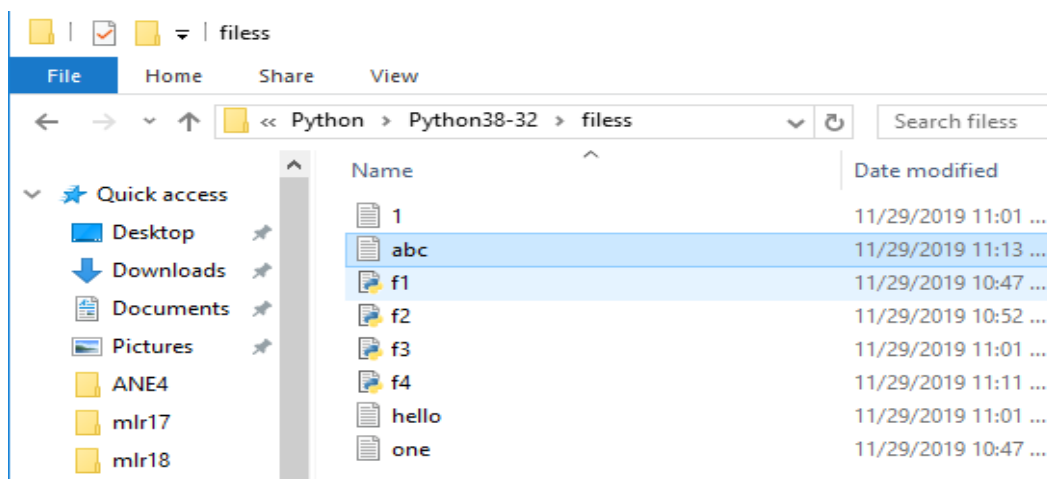 filess
File Home Share View
« Python > Python38-32 > filess Search filess
Name Date modified
Quick access
Desktop
Downloads
Documents
Pictures
ANE4
mlr17
mlr18
1 11/29/2019 11:01 ...
abc 11/29/2019 11:13 ...
f1 11/29/2019 10:47 ...
f2 11/29/2019 10:52 ...
f3 11/29/2019 11:01 ...
f4 11/29/2019 11:11 ...
hello 11/29/2019 11:01 ...
one 11/29/2019 10:47 ...